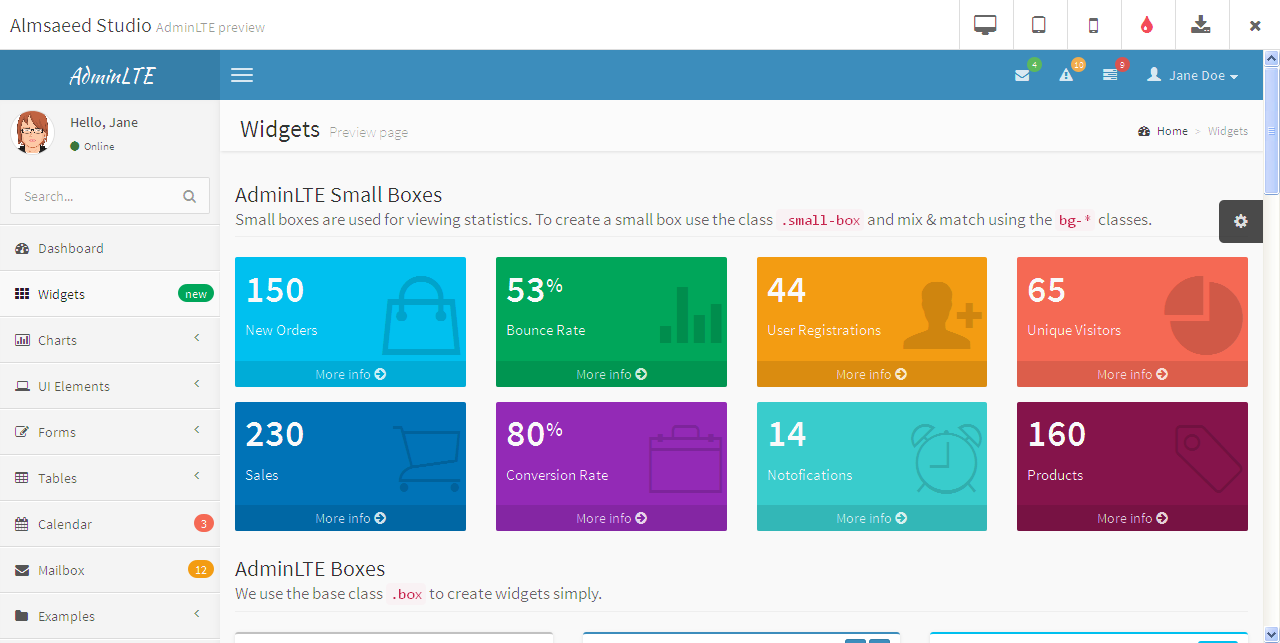 Almsaeed Studio AdminLTE preview
AdminLTE
4
10
9
Jane Doe
Hello, Jane
Online
Search...
Dashboard
Widgets new
Charts
UI Elements
Forms
Tables
Calendar 3
Mailbox 12
Examples
Widgets Preview page
Home > Widgets
AdminLTE Small Boxes
Small boxes are used for viewing statistics. To create a small box use the class .small-box and mix & match using the bg-* classes.
150
New Orders
More info
53%
Bounce Rate
More info
44
User Registrations
More info
65
Unique Visitors
More info
230
Sales
More info
80%
Conversion Rate
More info
14
Notofications
More info
160
Products
More info
AdminLTE Boxes
We use the base class .box to create widgets simply.